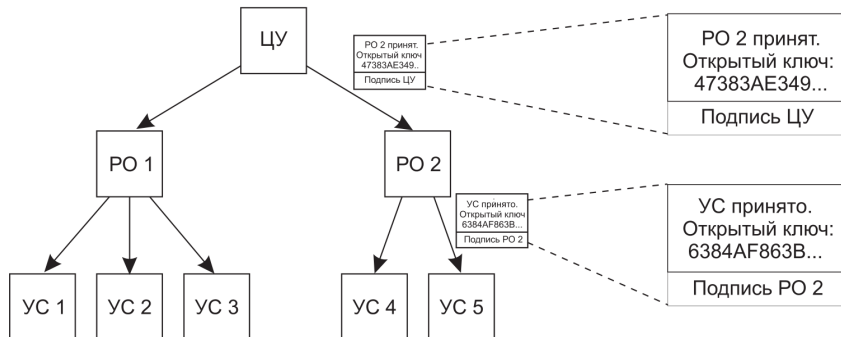 ЦУ
РО 2 принят.
Открытый ключ
47383AE349..
Подпись ЦУ
РО 2 принят.
Открытый ключ:
47383AE349...
Подпись ЦУ
РО 1
РО 2
УС принято.
Открытый ключ
6384AF863B...
Подпись РО 2
УС принято.
Открытый ключ:
6384AF863B...
Подпись РО 2
УС 1
УС 2
УС 3
УС 4
УС 5